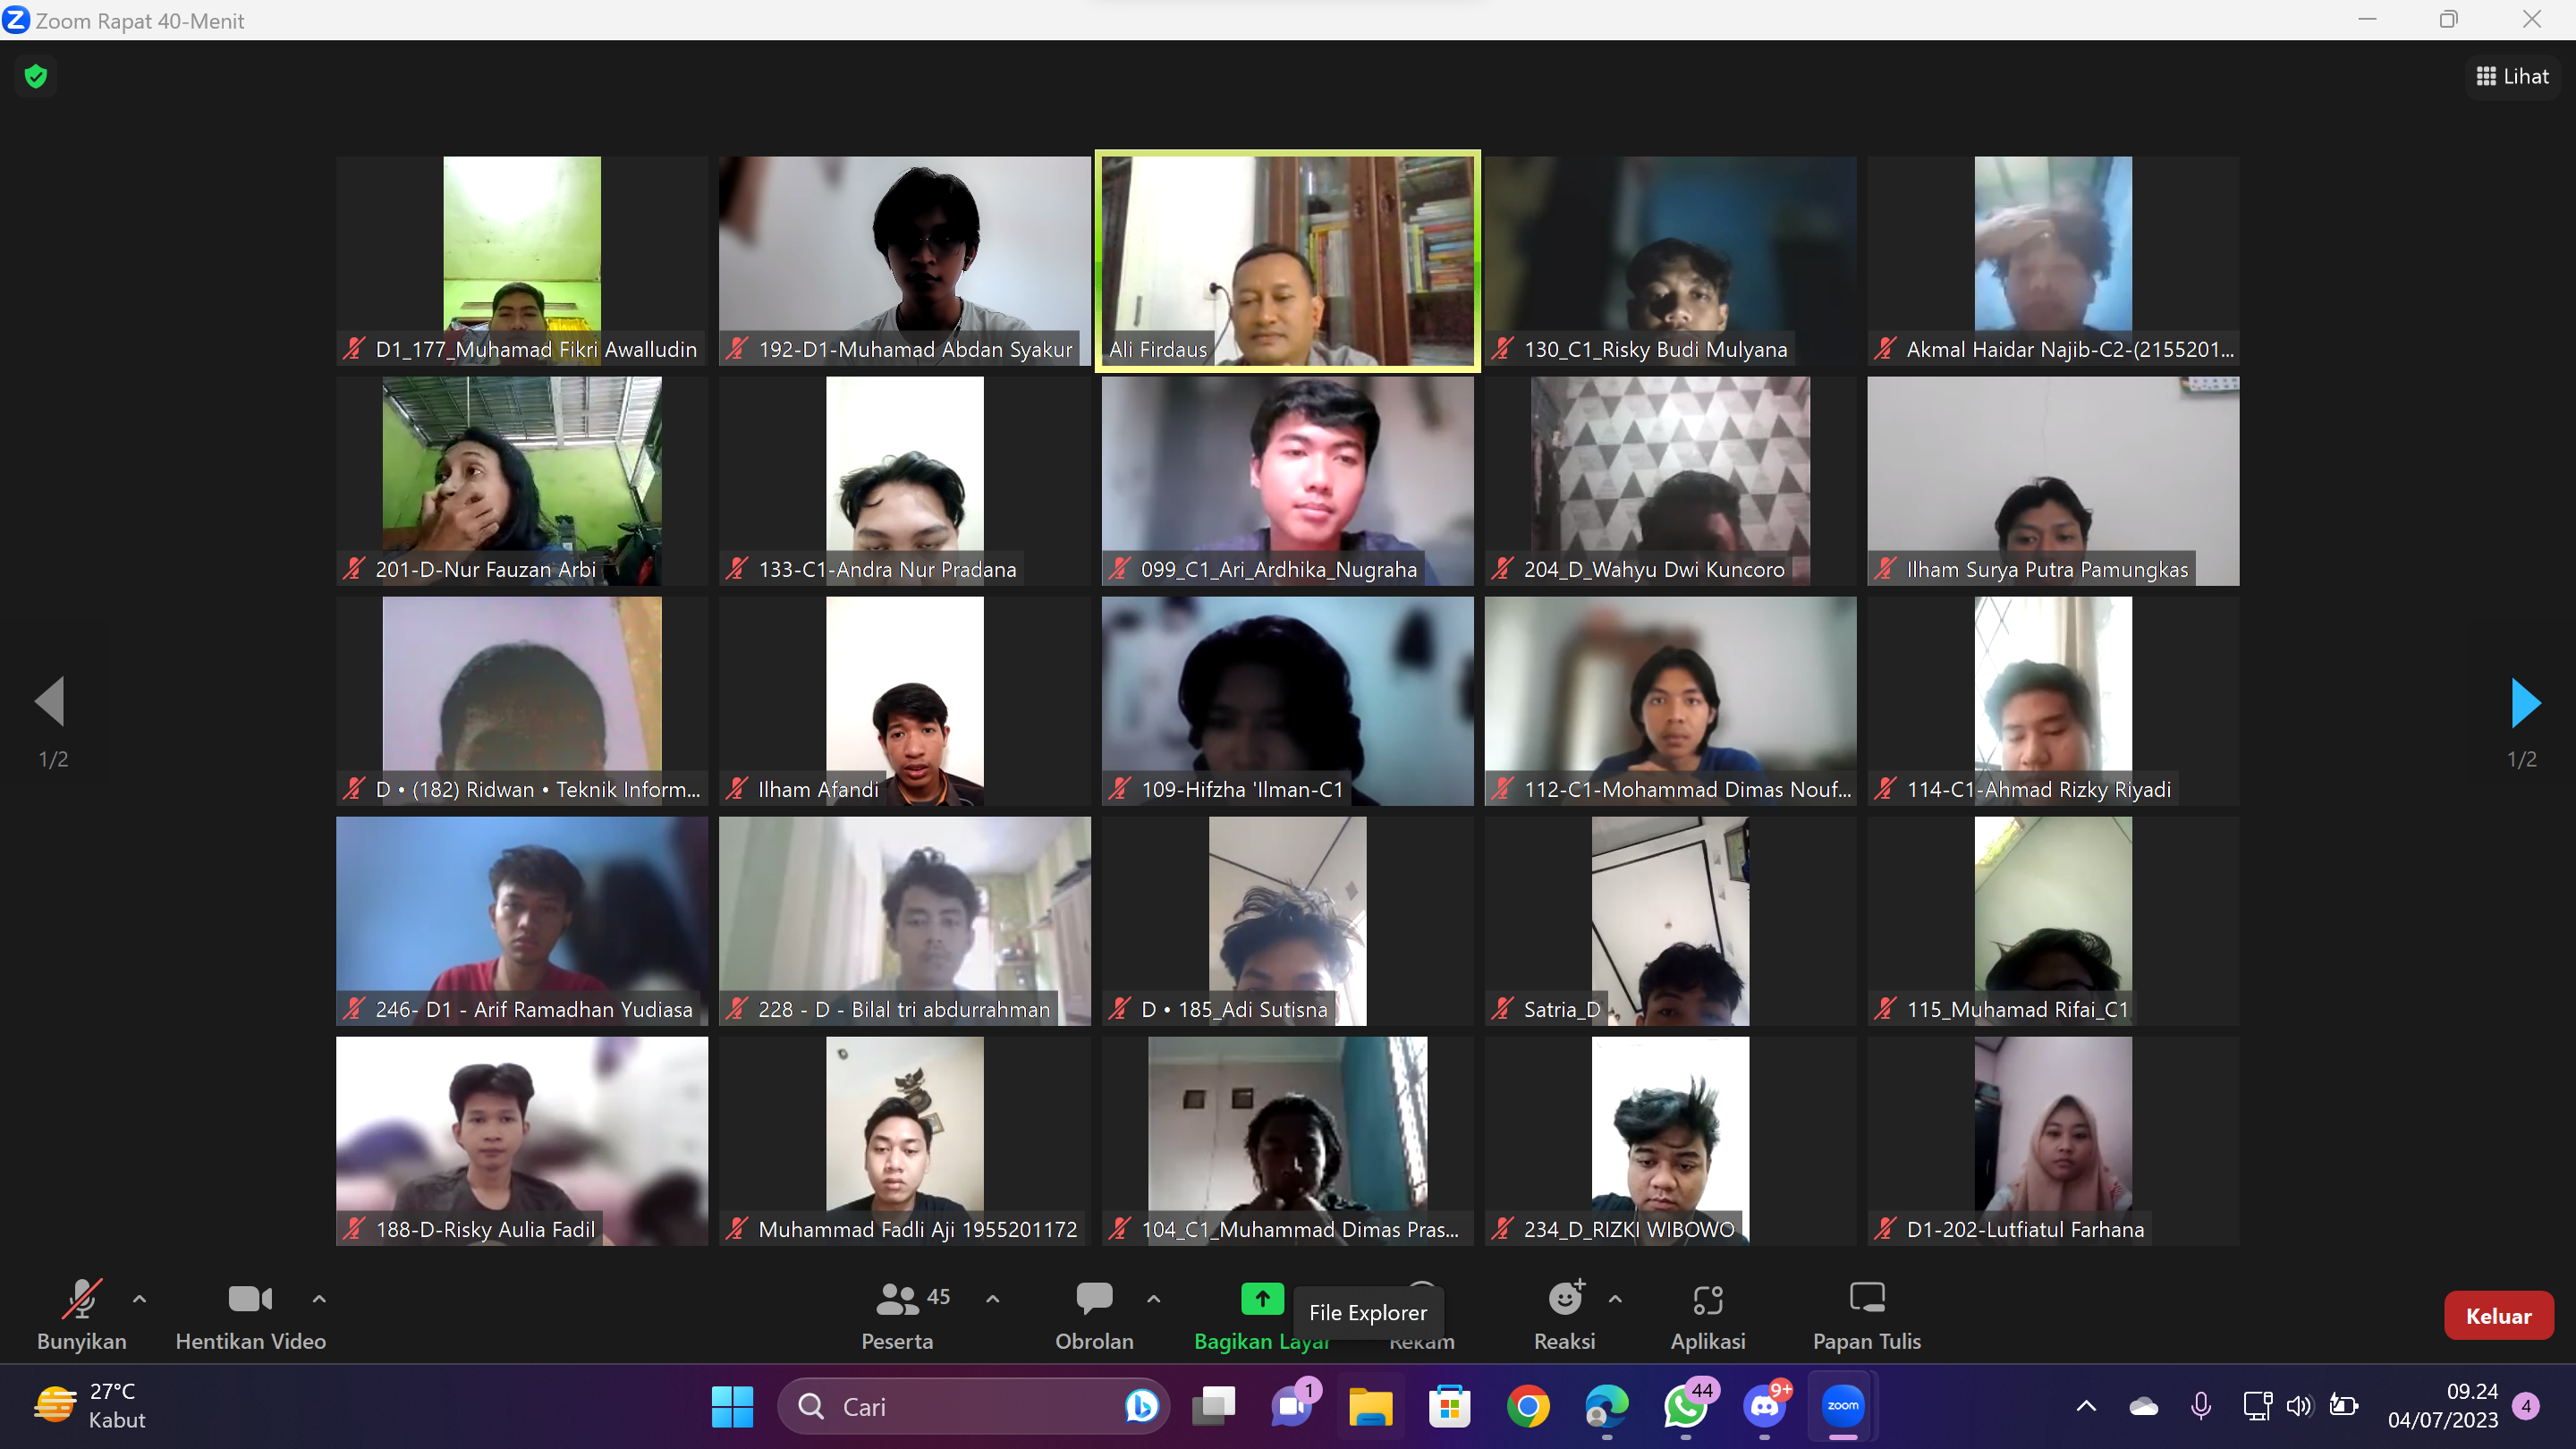 Zoom Rapat 40-Menit
Lihat
D1_177_Muhamad Fikri Awalludin
192-D1-Muhamad Abdan Syakur
Ali Firdaus
130_C1_Risky Budi Mulyana
Akmal Haidar Najib-C2-(2155201...
201-D-Nur Fauzan Arbi
133-C1-Andra Nur Pradana
099_C1_Ari_Ardhika_Nugraha
204_D_Wahyu Dwi Kuncoro
Ilham Surya Putra Pamungkas
D • (182) Ridwan • Teknik Inform...
Ilham Afandi
109-Hifzha 'Ilman-C1
112-C1-Mohammad Dimas Nouf...
114-C1-Ahmad Rizky Riyadi
1/2
1/2
246- D1 - Arif Ramadhan Yudiasa
228 - D - Bilal tri abdurrahman
D • 185_Adi Sutisna
Satria_D
115_Muhamad Rifai_C1
188-D-Risky Aulia Fadil
Muhammad Fadli Aji 1955201172
104_C1_Muhammad Dimas Pras...
234_D_RIZKI WIBOWO
D1-202-Lutfiatul Farhana
45
File Explorer
Bunyikan
Hentikan Video
Peserta
Obrolan
Bagikan Layar
Rekam
Reaksi
Aplikasi
Papan Tulis
Keluar
27°C
Kabut
Cari
1
44
9+
zoom
09.24
04/07/2023
4